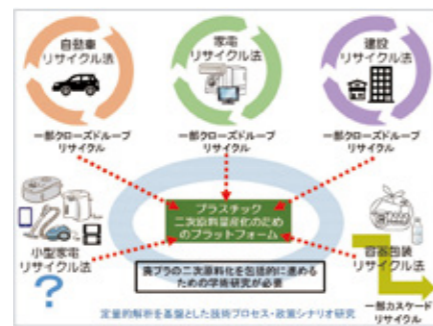 自動車
リサイクル法
家電
リサイクル法
建設
リサイクル法
一部クローズドループ
リサイクル
一部クローズドループ
リサイクル
一部クローズドループ
リサイクル
プラスチック
二次原料量産化のため
のプラットフォーム
小型家電
リサイクル法
?
廃プラの二次原料化を包括的に進める
ための学術研究が必要
容器包装
リサイクル法
一部カスケード
リサイクル
定量的解析を基盤とした技術プロセス・政策シナリオ研究